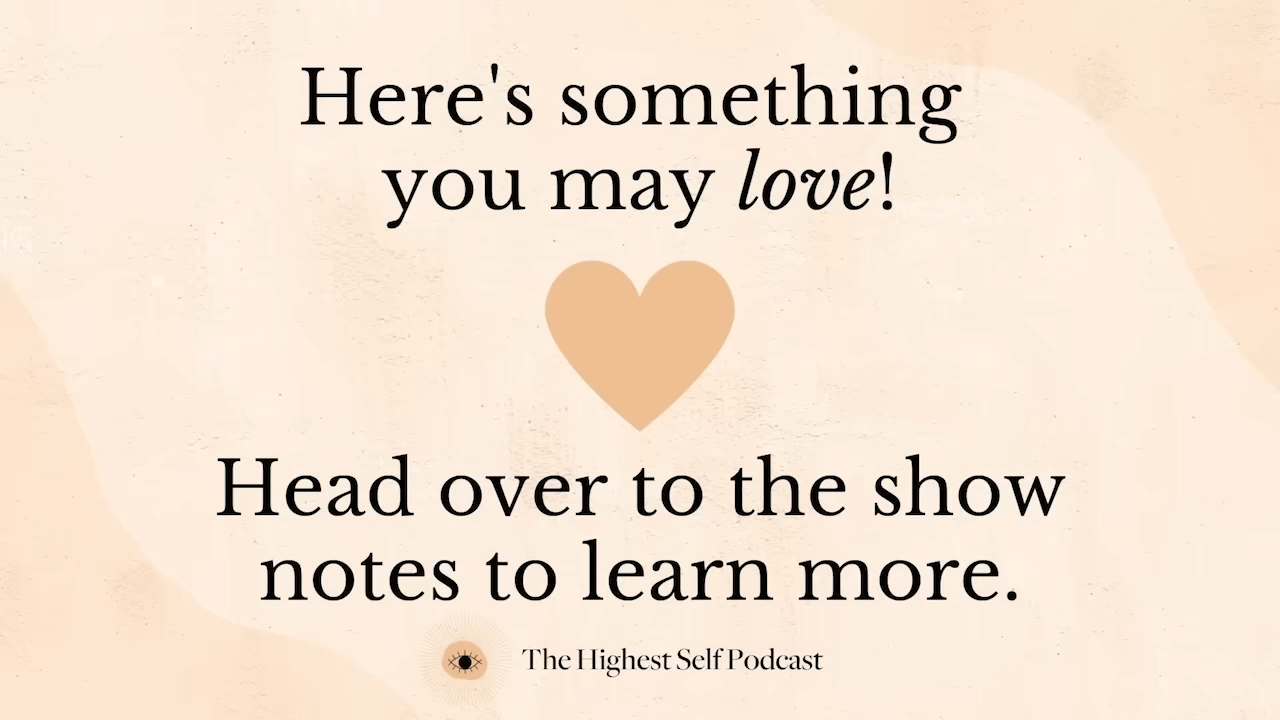 Here's something
you may love!
Head over to the show
notes to learn more.
The Highest Self Podcast